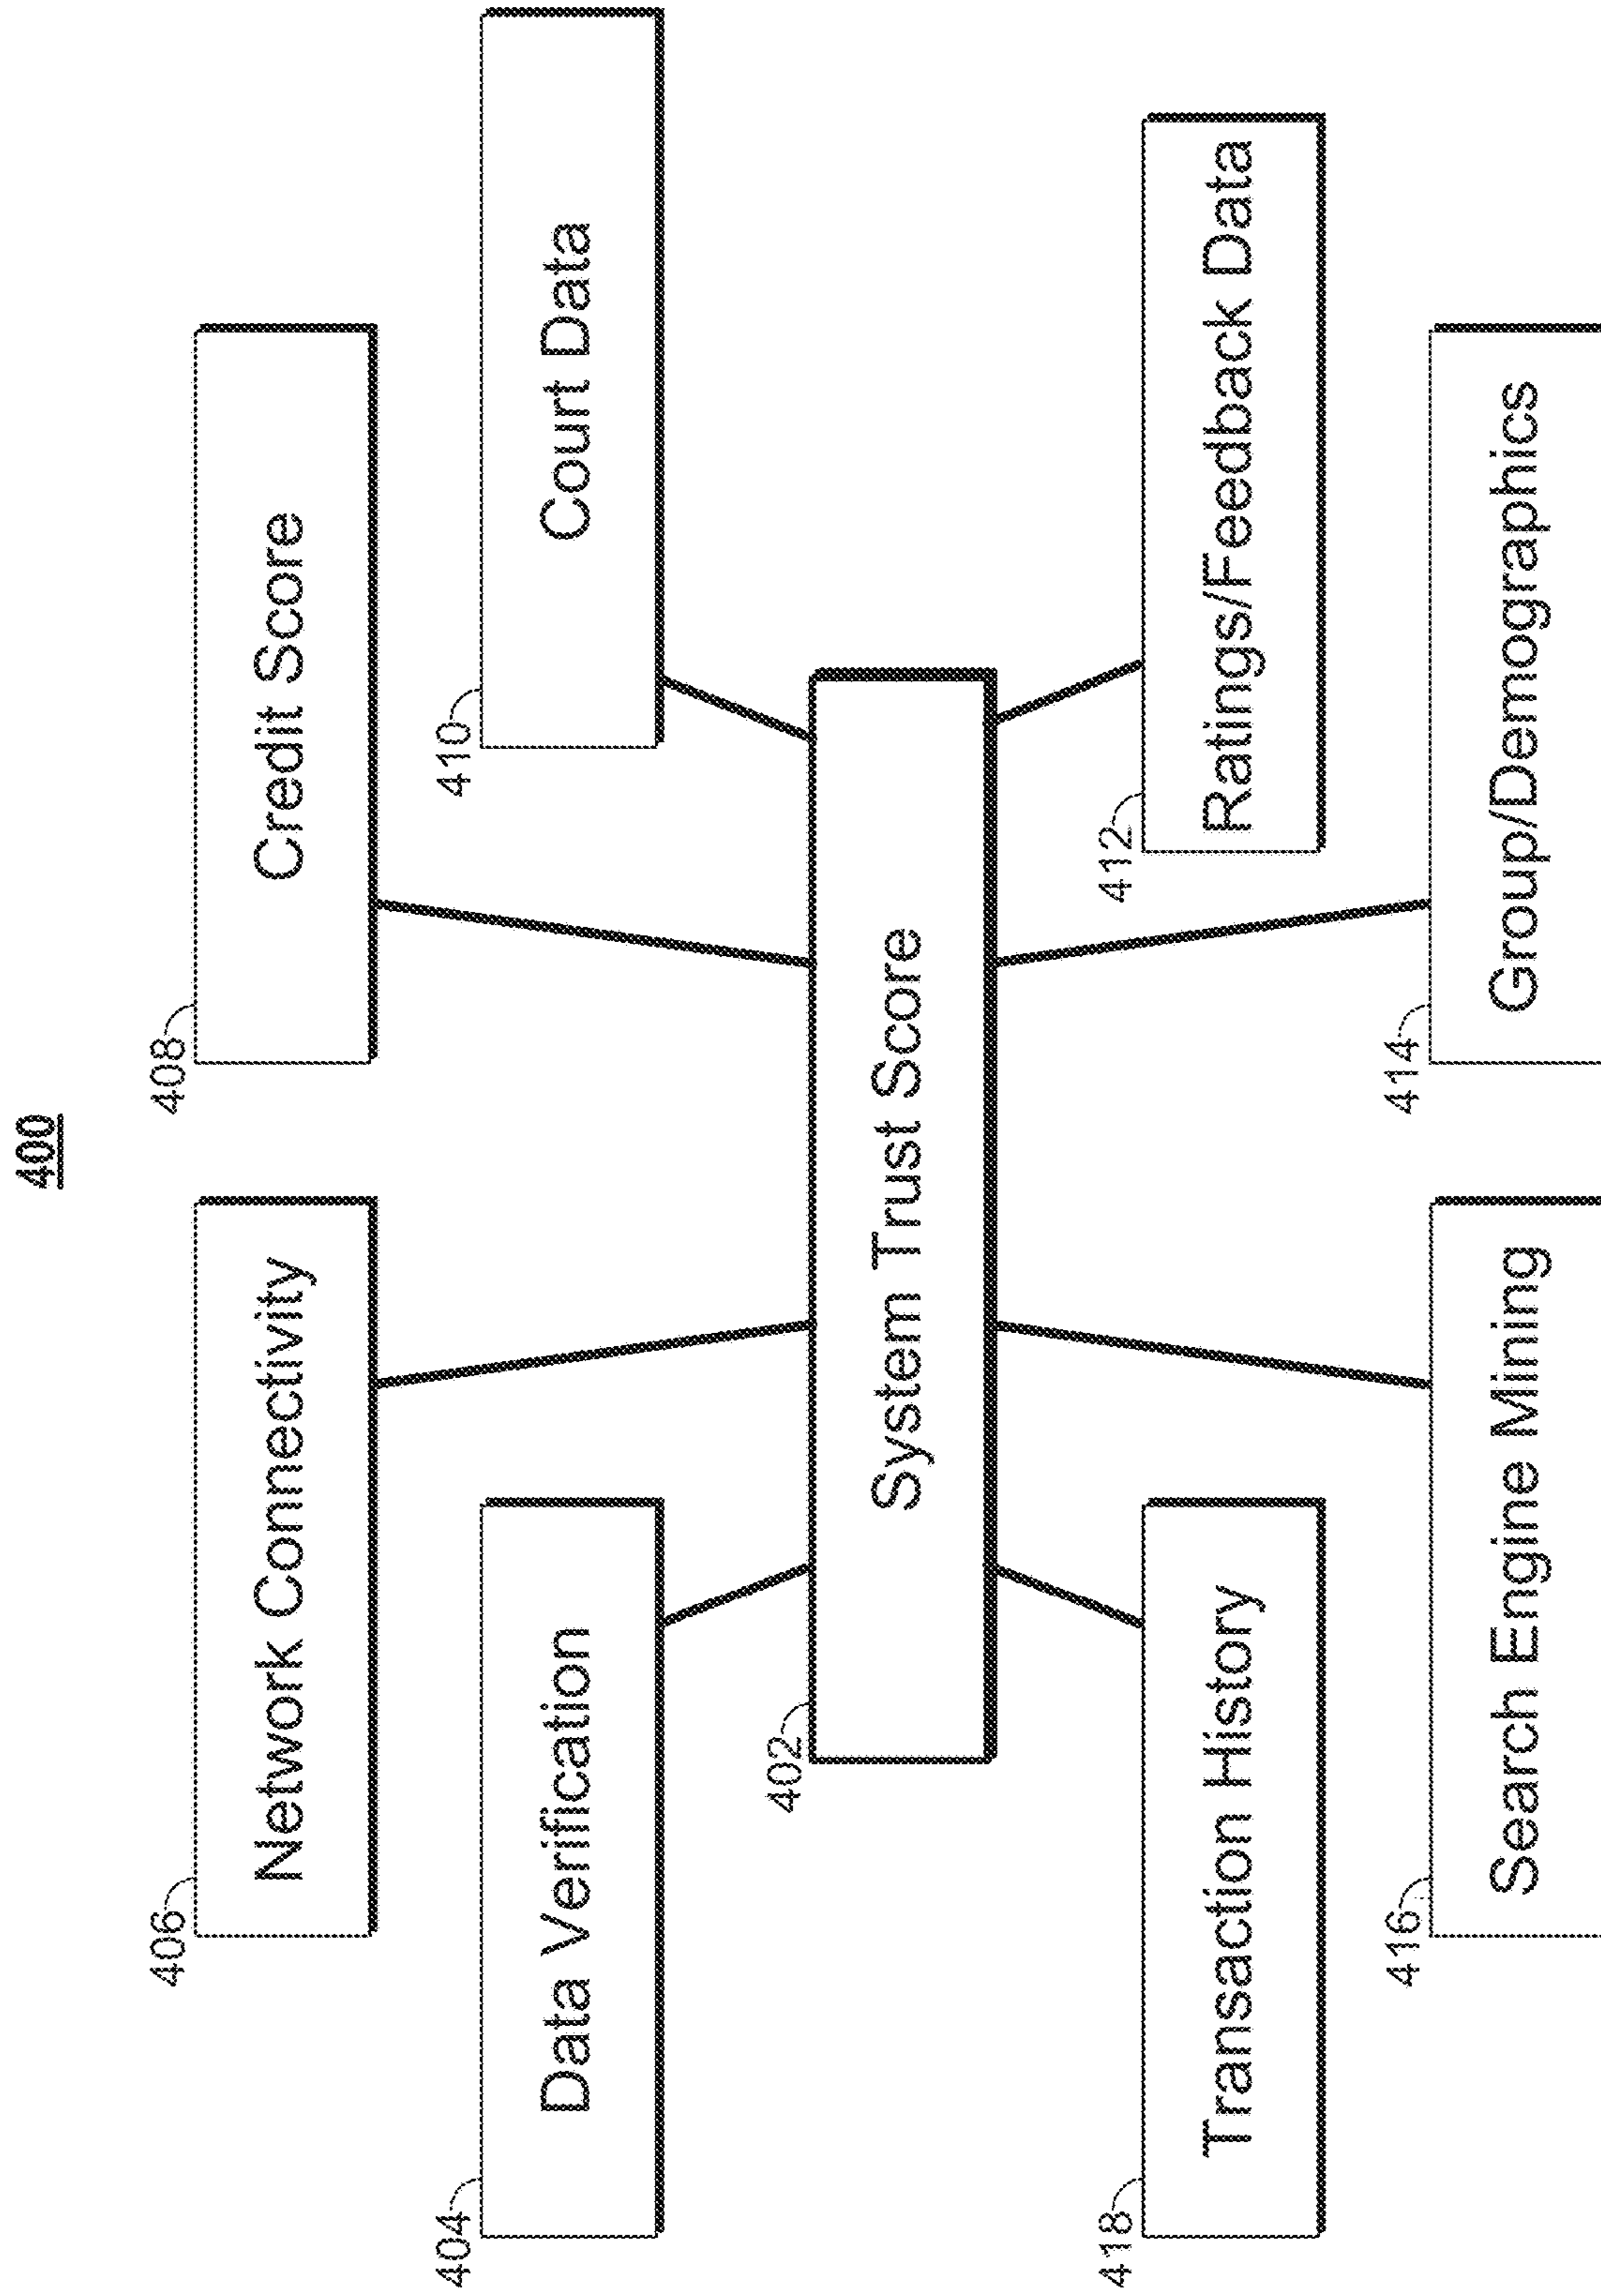 400
406
Network Connectivity
408
Credit Score
404
Data Verification
410
Court Data
402
System Trust Score
418
Transaction History
412
Ratings/Feedback Data
416
Search Engine Mining
414
Group/Demographics